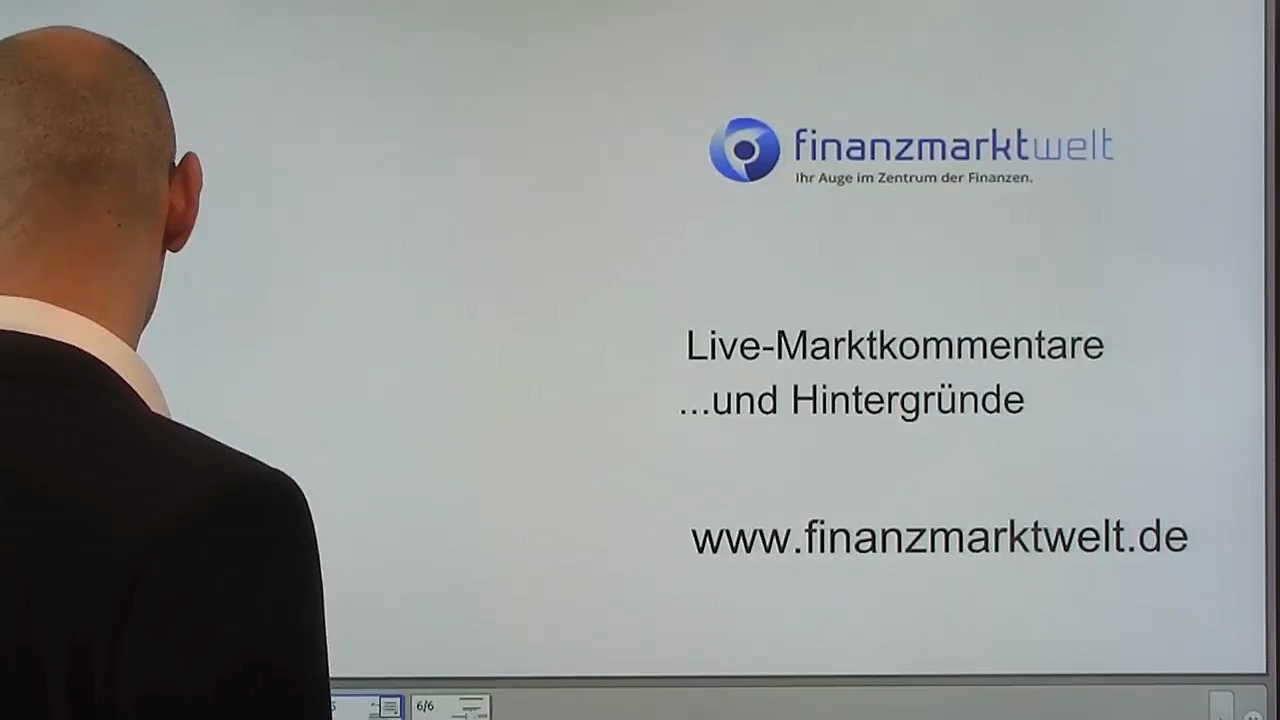 finanzmarktwelt
Ihr Auge im Zentrum der Finanzen.
Live-Marktkommentare
...und Hintergründe
www.finanzmarktwelt.de
6/6